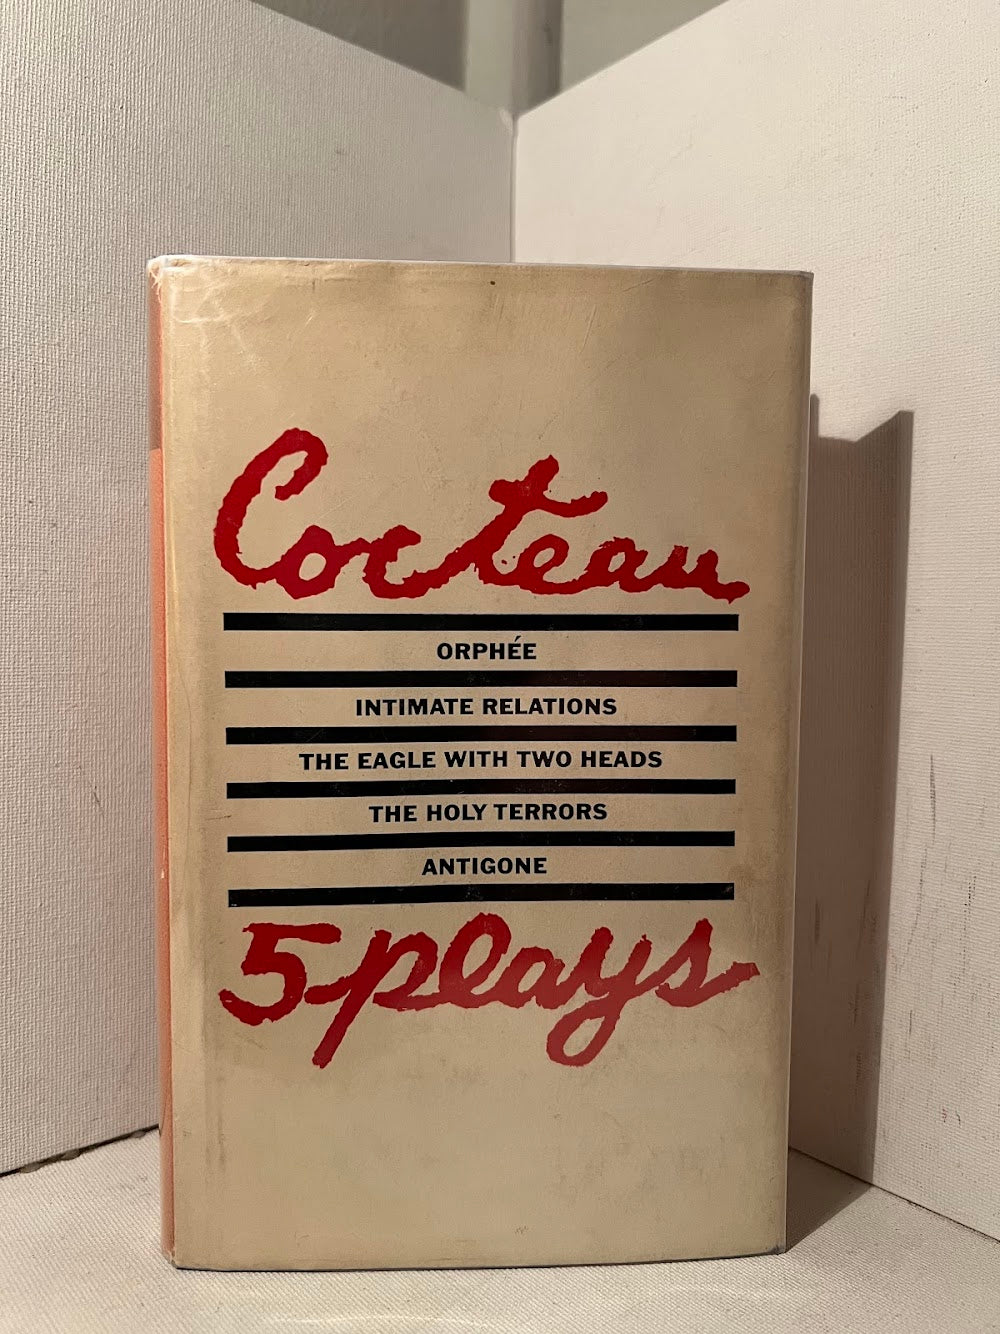 Cocteau
ORPHÉE
INTIMATE RELATIONS
THE EAGLE WITH TWO HEADS
THE HOLY TERRORS
ANTIGONE
5 plays